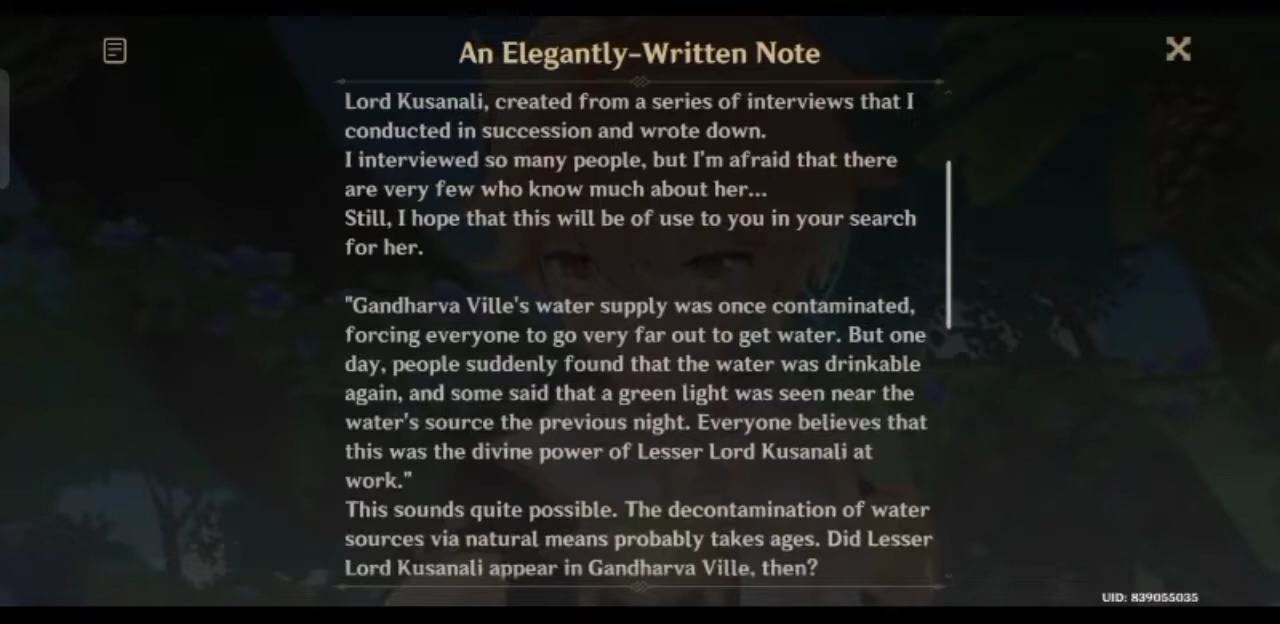 An Elegantly-Written Note
Lord Kusanali, created from a series of interviews that I
conducted in succession and wrote down.
I interviewed so many people, but I'm afraid that there
are very few who know much about her...
Still, I hope that this will be of use to you in your search
for her.
"Gandharva Ville's water supply was once contaminated,
forcing everyone to go very far out to get water. But one
day, people suddenly found that the water was drinkable
again, and some said that a green light was seen near the
water's source the previous night. Everyone believes that
this was the divine power of Lesser Lord Kusanali at
work."
This sounds quite possible. The decontamination of water
sources via natural means probably takes ages. Did Lesser
Lord Kusanali appear in Gandharva Ville, then?
UID: 839055035